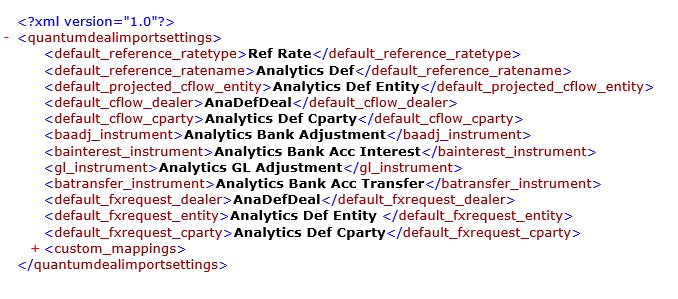 <?xml version="1.0"?>
- <quantumdealimportsettings>
<default_reference_ratetype>Ref Rate</default_reference_ratetype>
<default_reference_ratename>Analytics Def</default_reference_ratename>
<default_projected_cflow_entity>Analytics Def Entity</default_projected_cflow_entity>
<default_cflow_dealer>AnaDefDeal</default_cflow_dealer>
<default_cflow_cparty>Analytics Def Cparty</default_cflow_cparty>
<baadj_instrument>Analytics Bank Adjustment</baadj_instrument>
<bainterest_instrument>Analytics Bank Acc Interest</bainterest_instrument>
<gl_instrument>Analytics GL Adjustment</gl_instrument>
<batransfer_instrument>Analytics Bank Acc Transfer</batransfer_instrument>
<default_fxrequest_dealer>AnaDefDeal</default_fxrequest_dealer>
<default_fxrequest_entity>Analytics Def Entity </default_fxrequest_entity>
<default_fxrequest_cparty>Analytics Def Cparty</default_fxrequest_cparty>
+ <custom_mappings>
</quantumdealimportsettings>